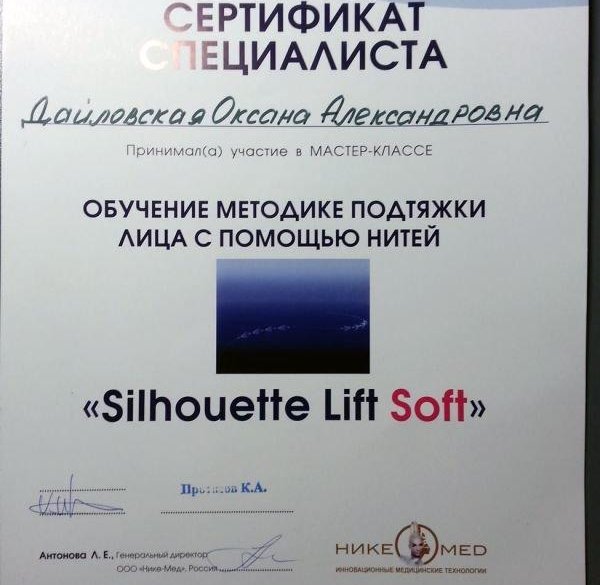 СЕРТИФИКАТ
СПЕЦИАЛИСТА
Дайловская Оксана Александровна
Принимал(а) участие в МАСТЕР-КЛАССЕ
ОБУЧЕНИЕ МЕТОДИКЕ ПОДТЯЖКИ
ЛИЦА С ПОМОЩЬЮ НИТЕЙ
«Silhouette Lift Soft»
К.А.
Антонова Л. Е., Генеральный директор
ООО «Нике-Мед», Россия
НИКЕ MED
ИННОВАЦИОННЫЕ МЕДИЦИНСКИЕ ТЕХНОЛОГИИ